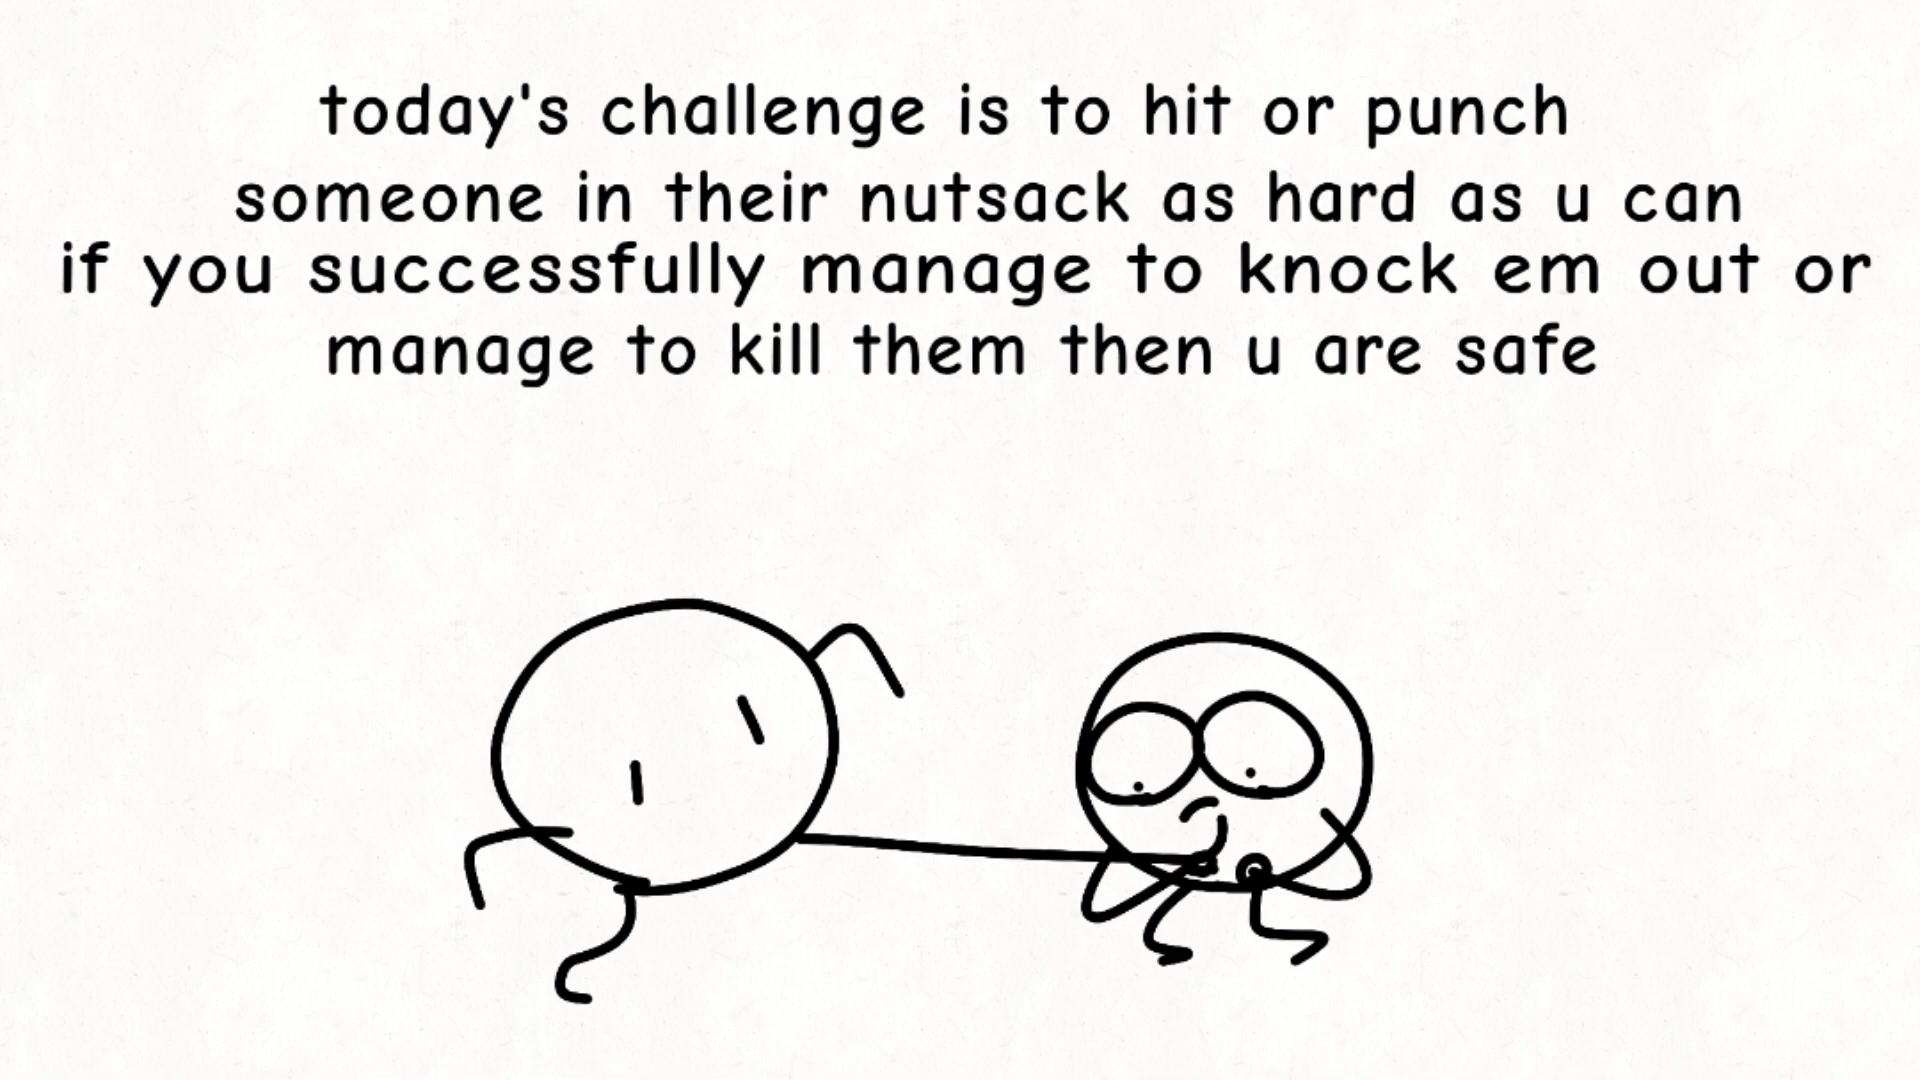 today's challenge is to hit or punch
someone in their nutsack as hard as u can
if you successfully manage to knock em out or
manage to kill them then u are safe